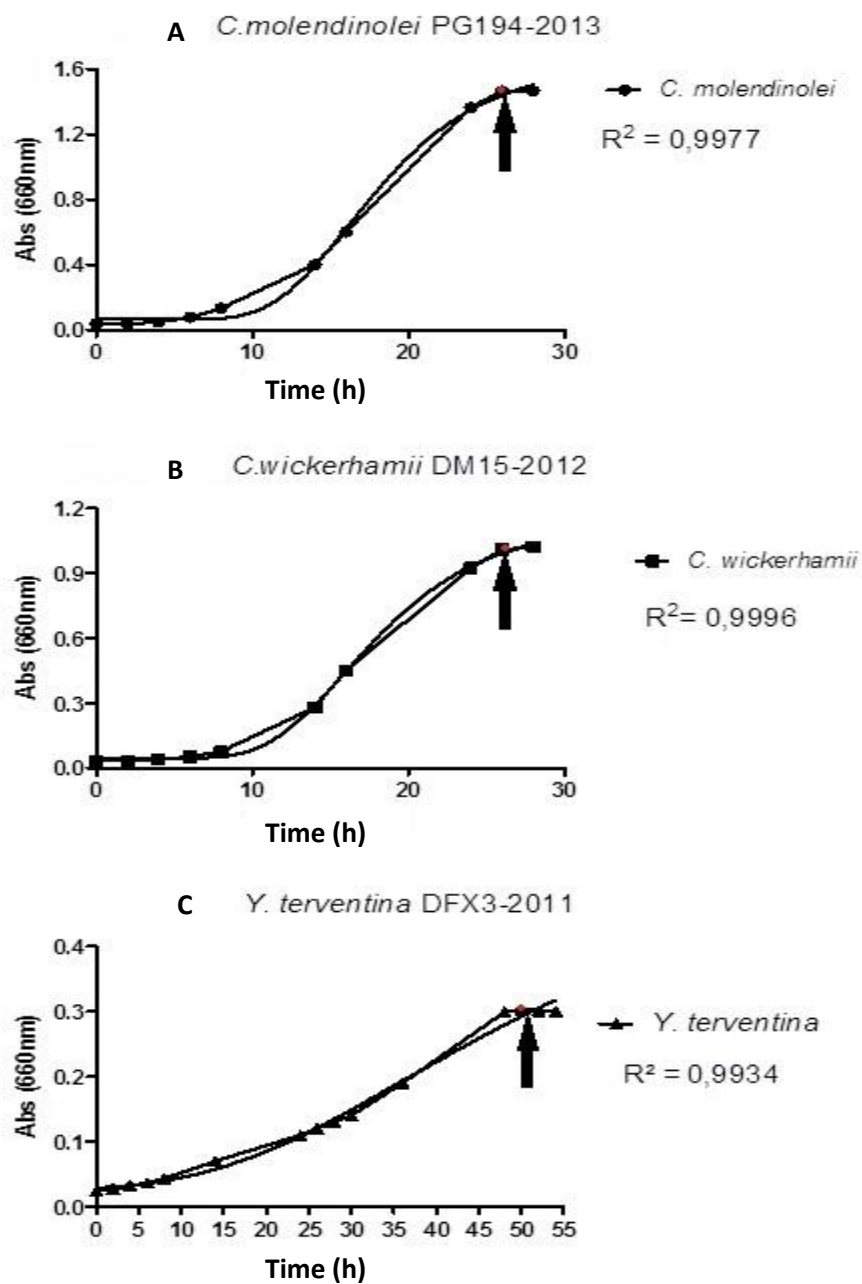 A C.molendinolei PG194-2013
1.6
1.2
0.8
0.4
0.0
Abs (660nm)
0 10 20 30
Time (h)
C. molendinolei
R² = 0,9977
B C.wickerhamii DM15-2012
1.2
0.9
0.6
0.3
0.0
Abs (660nm)
0 10 20 30
Time (h)
C. wickerhamii
R²= 0,9996
C Y. terventina DFX3-2011
0.4
0.3
0.2
0.1
0.0
Abs (660nm)
0 5 10 15 20 25 30 35 40 45 50 55
Time (h)
Y. terventina
R² = 0,9934